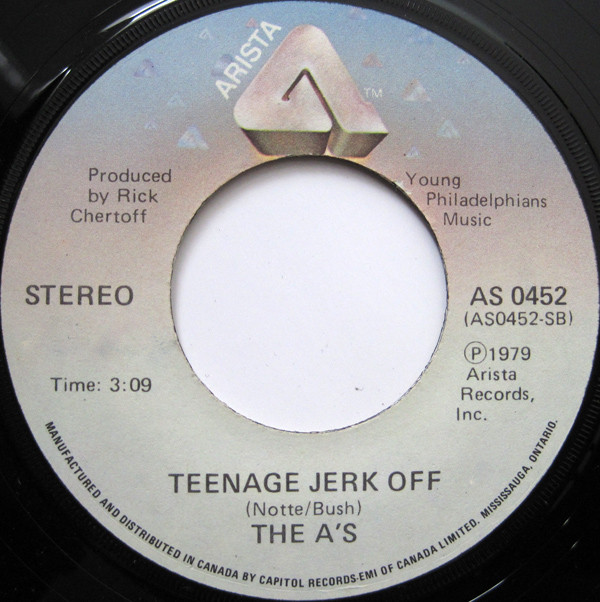 ARISTA
TM
Produced
by Rick
Chertoff
Young
Philadelphians
Music
STEREO
AS 0452
(AS0452-SB)
Ⓟ1979
Arista
Records,
Inc.
Time: 3:09
TEENAGE JERK OFF
(Notte/Bush)
THE A'S
MANUFACTURED AND DISTRIBUTED IN CANADA BY CAPITOL RECORDS-EMI OF CANADA LIMITED. MISSISSAUGA, ONTARIO.